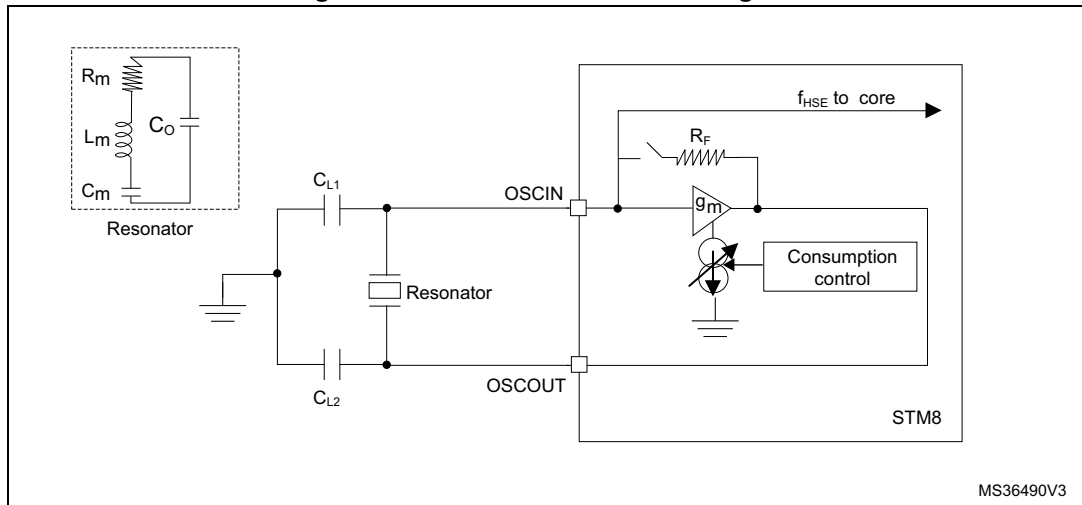 Rm
Lm
Cm
CO
Resonator
CL1
CL2
Resonator
OSCIN
OSCOUT
fHSE to core
RF
gm
Consumption
control
STM8
MS36490V3